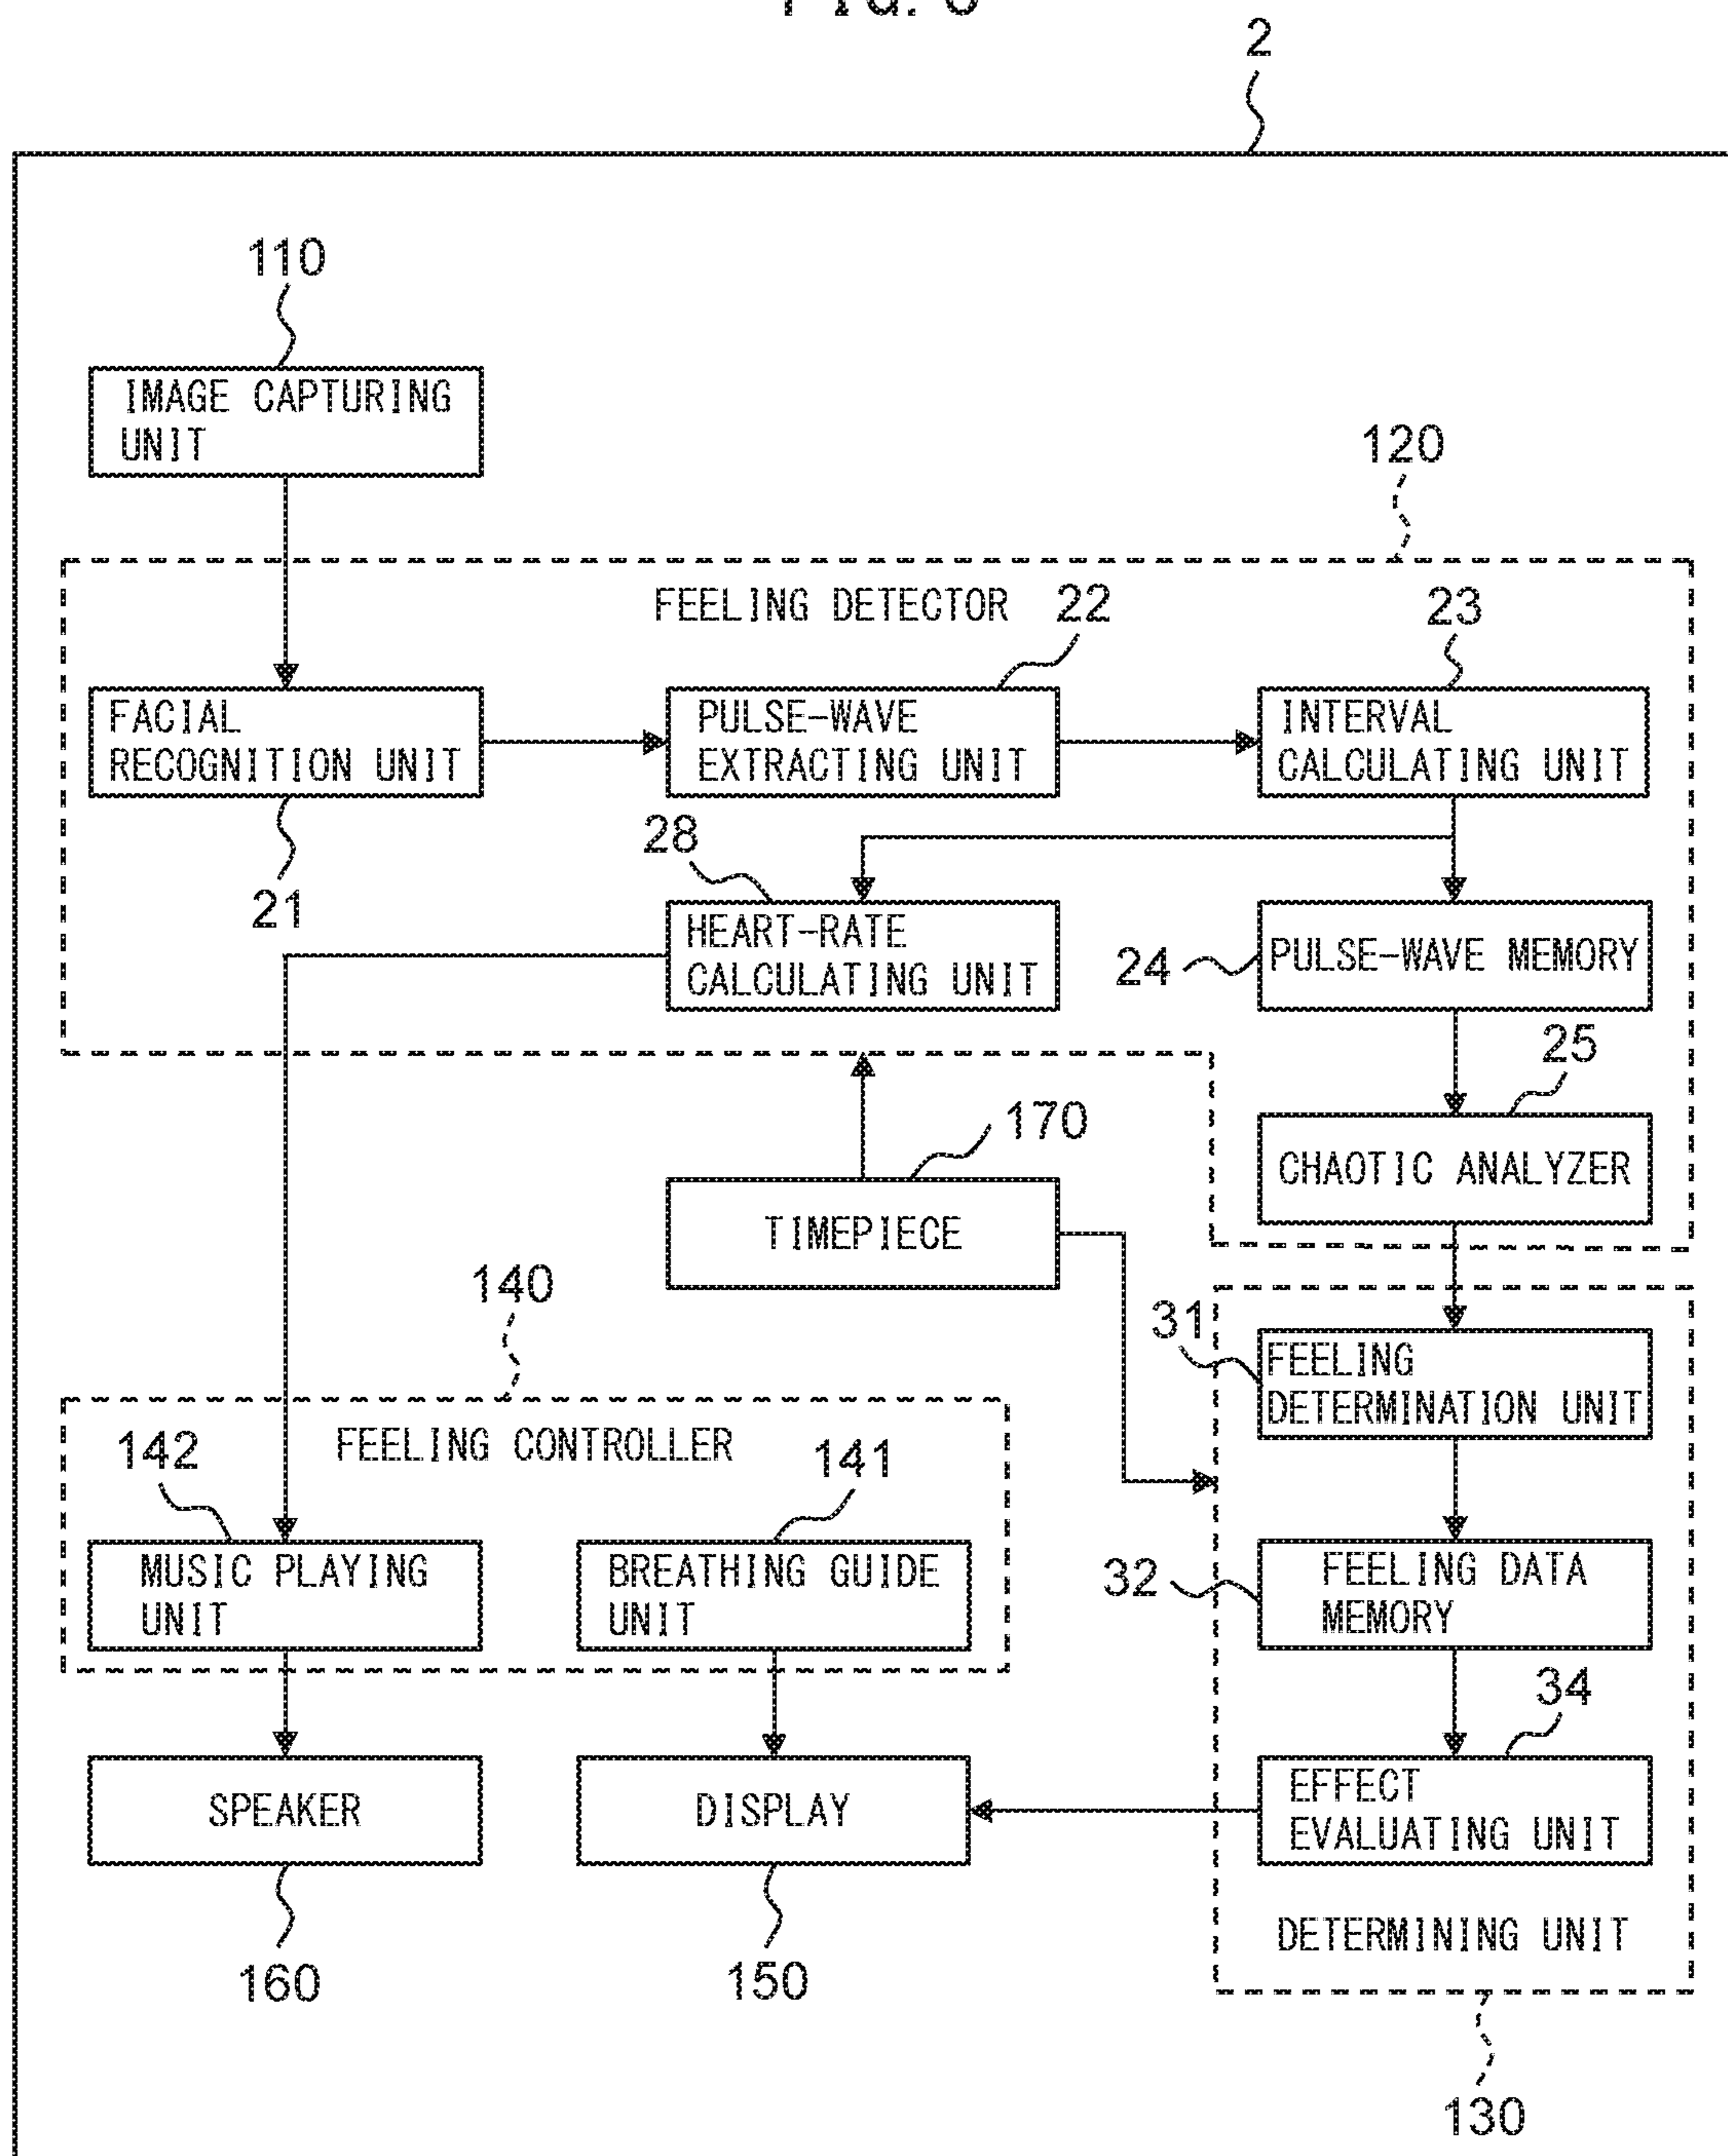 2
110
IMAGE CAPTURING
UNIT
120
FEELING DETECTOR
22
23
FACIAL
RECOGNITION UNIT
PULSE-WAVE
EXTRACTING UNIT
INTERVAL
CALCULATING UNIT
21
28
HEART-RATE
CALCULATING UNIT
24
PULSE-WAVE MEMORY
25
CHAOTIC ANALYZER
170
TIMEPIECE
140
31
FEELING
DETERMINATION UNIT
FEELING CONTROLLER
142
141
MUSIC PLAYING
UNIT
BREATHING GUIDE
UNIT
32
FEELING DATA
MEMORY
34
SPEAKER
DISPLAY
EFFECT
EVALUATING UNIT
160
150
DETERMINING UNIT
130